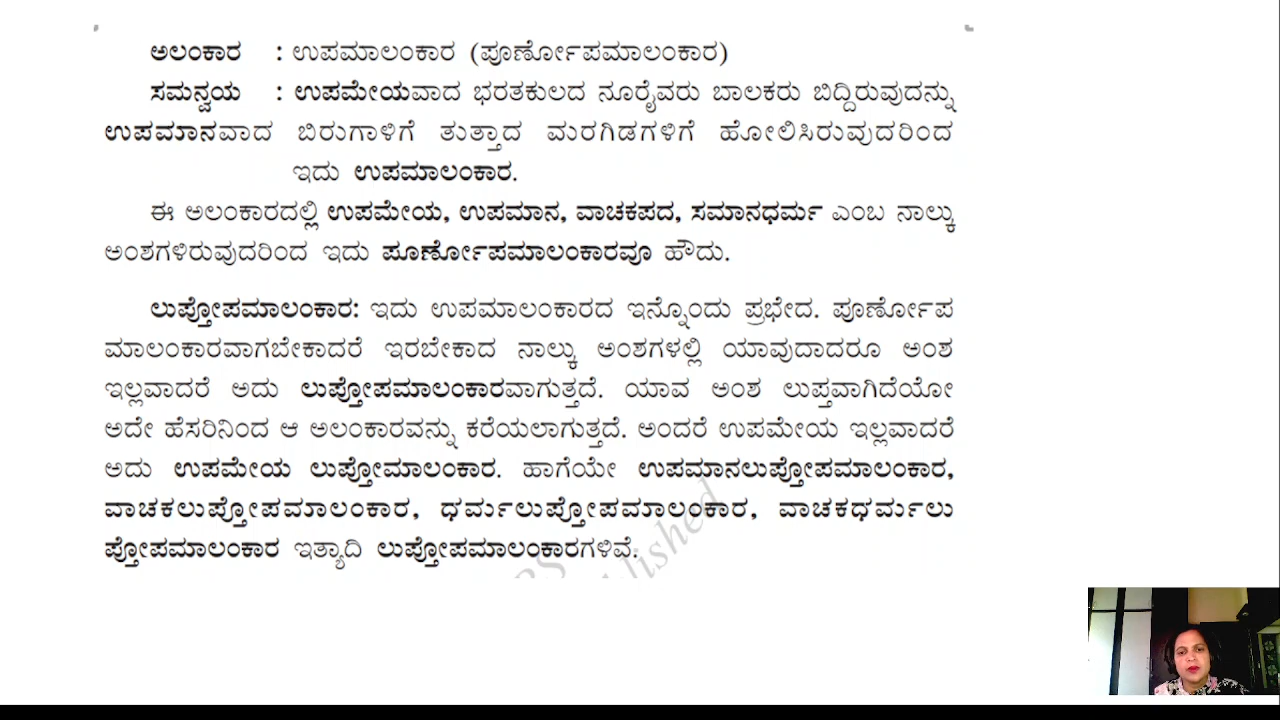 ಅಲಂಕಾರ : ಉಪಮಾಲಂಕಾರ (ಪೂರ್ಣೋಪಮಾಲಂಕಾರ)
ಸಮನ್ವಯ : ಉಪಮೇಯವಾದ ಭರತಕುಲದ ನೂರೈವರು ಬಾಲಕರು ಬಿದ್ದಿರುವುದನ್ನು
ಉಪಮಾನವಾದ ಬಿರುಗಾಳಿಗೆ ತುತ್ತಾದ ಮರಗಿಡಗಳಿಗೆ ಹೋಲಿಸಿರುವುದರಿಂದ
ಇದು ಉಪಮಾಲಂಕಾರ.
ಈ ಅಲಂಕಾರದಲ್ಲಿ ಉಪಮೇಯ, ಉಪಮಾನ, ವಾಚಕಪದ, ಸಮಾನಧರ್ಮ ಎಂಬ ನಾಲ್ಕು
ಅಂಶಗಳಿರುವುದರಿಂದ ಇದು ಪೂರ್ಣೋಪಮಾಲಂಕಾರವೂ ಹೌದು.
ಲುಪ್ತೋಪಮಾಲಂಕಾರ: ಇದು ಉಪಮಾಲಂಕಾರದ ಇನ್ನೊಂದು ಪ್ರಭೇದ. ಪೂರ್ಣೋಪ
ಮಾಲಂಕಾರವಾಗಬೇಕಾದರೆ ಇರಬೇಕಾದ ನಾಲ್ಕು ಅಂಶಗಳಲ್ಲಿ ಯಾವುದಾದರೂ ಅಂಶ
ಇಲ್ಲವಾದರೆ ಅದು ಲುಪ್ತೋಪಮಾಲಂಕಾರವಾಗುತ್ತದೆ. ಯಾವ ಅಂಶ ಲುಪ್ತವಾಗಿದೆಯೋ
ಅದೇ ಹೆಸರಿನಿಂದ ಆ ಅಲಂಕಾರವನ್ನು ಕರೆಯಲಾಗುತ್ತದೆ. ಅಂದರೆ ಉಪಮೇಯ ಇಲ್ಲವಾದರೆ
ಅದು ಉಪಮೇಯ ಲುಪ್ತೋಮಾಲಂಕಾರ. ಹಾಗೆಯೇ ಉಪಮಾನಲುಪ್ತೋಪಮಾಲಂಕಾರ,
ವಾಚಕಲುಪ್ತೋಪಮಾಲಂಕಾರ, ಧರ್ಮಲುಪ್ತೋಪಮಾಲಂಕಾರ, ವಾಚಕಧರ್ಮಲು
ಪ್ತೋಪಮಾಲಂಕಾರ ಇತ್ಯಾದಿ ಲುಪ್ತೋಪಮಾಲಂಕಾರಗಳಿವೆ.